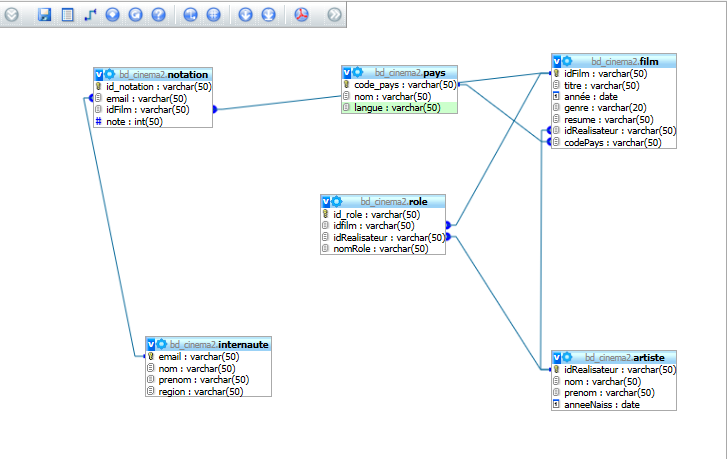 bd_cinema2.notation
id_notation : varchar(50)
email : varchar(50)
idFilm : varchar(50)
# note : int(50)
bd_cinema2.pays
code_pays : varchar(50)
nom : varchar(50)
langue : varchar(50)
bd_cinema2.film
idFilm : varchar(50)
titre : varchar(50)
année : date
genre : varchar(20)
resume : varchar(50)
idRealisateur : varchar(50)
codePays : varchar(50)
bd_cinema2.role
id_role : varchar(50)
idfilm : varchar(50)
idRealisateur : varchar(50)
nomRole : varchar(50)
bd_cinema2.internaute
email : varchar(50)
nom : varchar(50)
prenom : varchar(50)
region : varchar(50)
bd_cinema2.artiste
idRealisateur : varchar(50)
nom : varchar(50)
prenom : varchar(50)
anneeNaiss : date